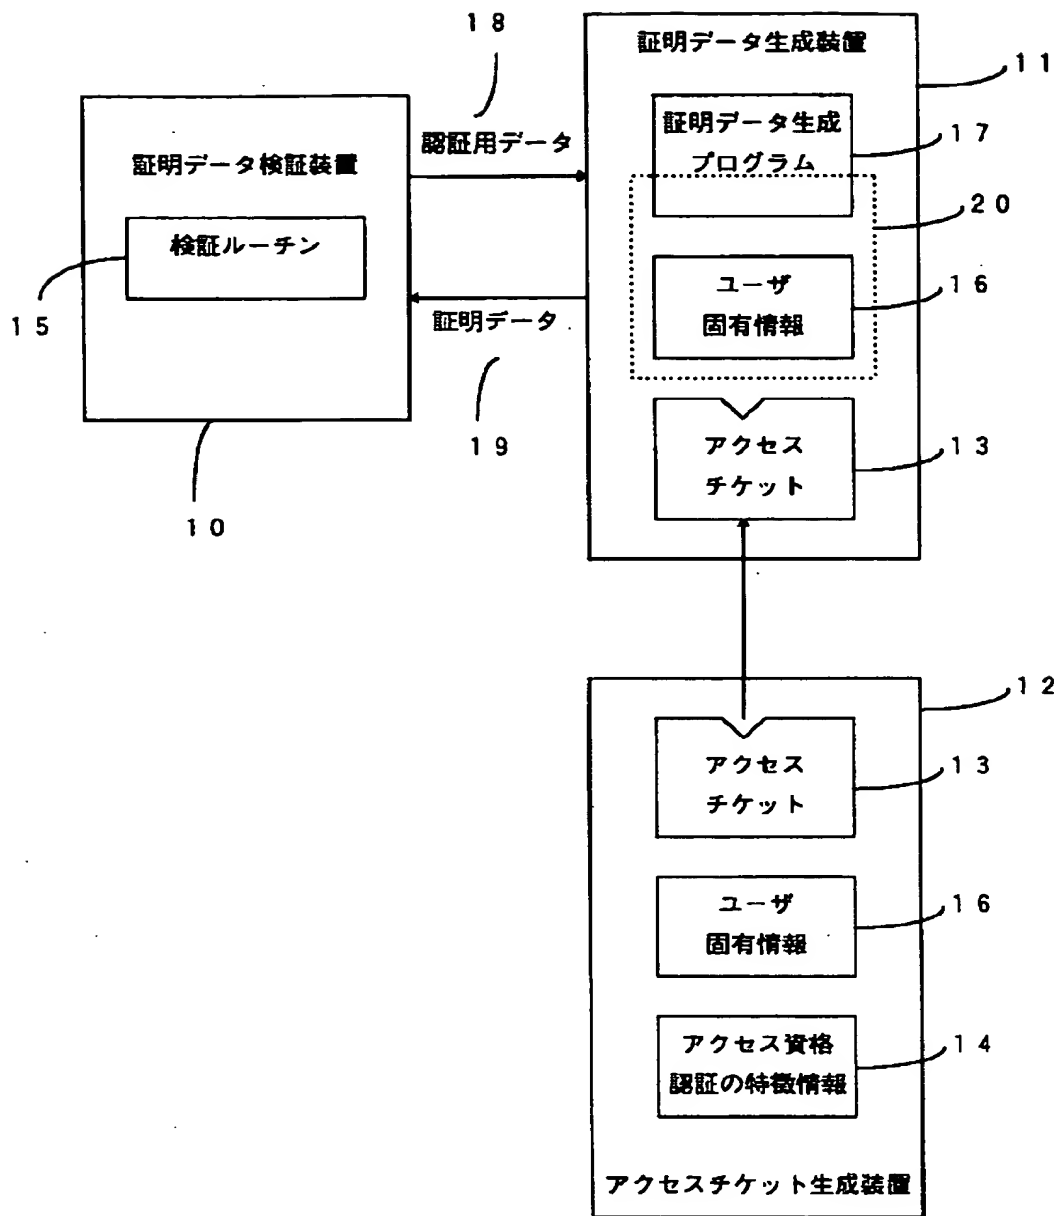 18
証明データ生成装置
11
証明データ生成
プログラム
17
認証用データ
証明データ検証装置
20
検証ルーチン
15
ユーザ
固有情報
16
証明データ
19
アクセス
チケット
13
10
12
アクセス
チケット
13
ユーザ
固有情報
16
アクセス資格
認証の特徴情報
14
アクセスチケット生成装置